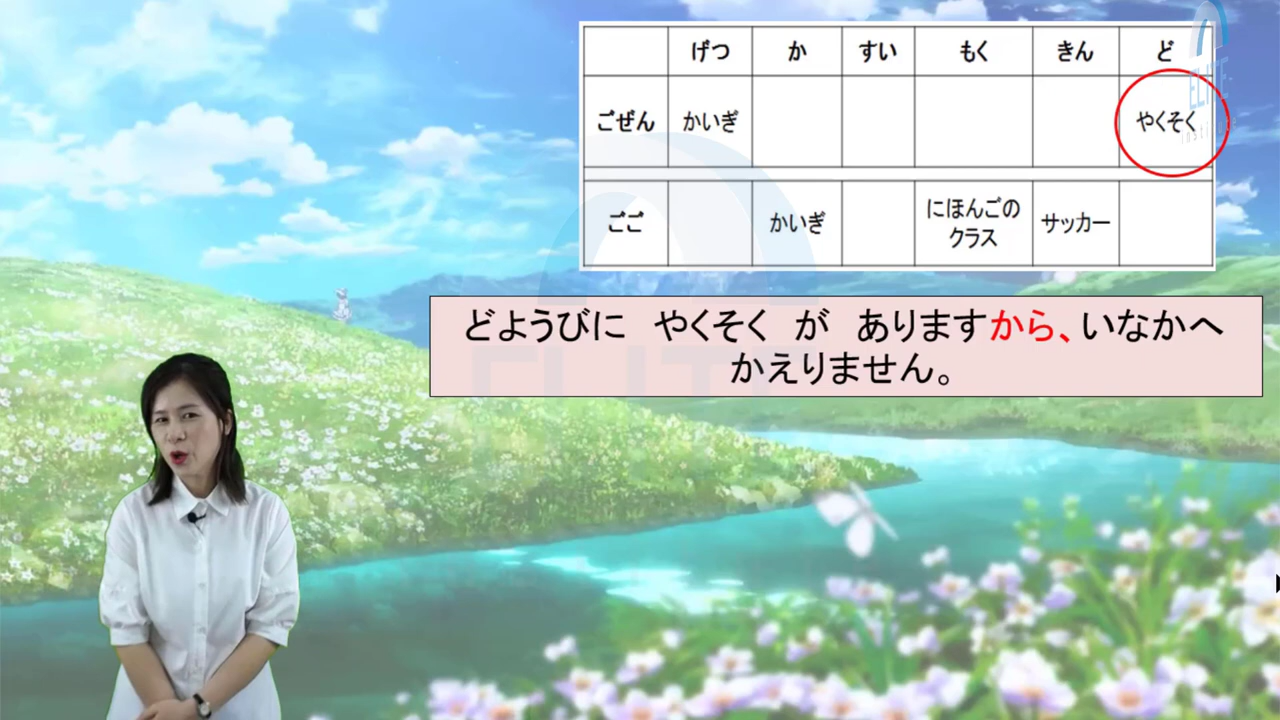 げつ か すい もく きん ど
ごぜん かいぎ やくそく
ごご かいぎ にほんごの クラス サッカー
どようびに やくそく が ありますから、いなかへ
かえりません。
ELITE
Institute
ELITE